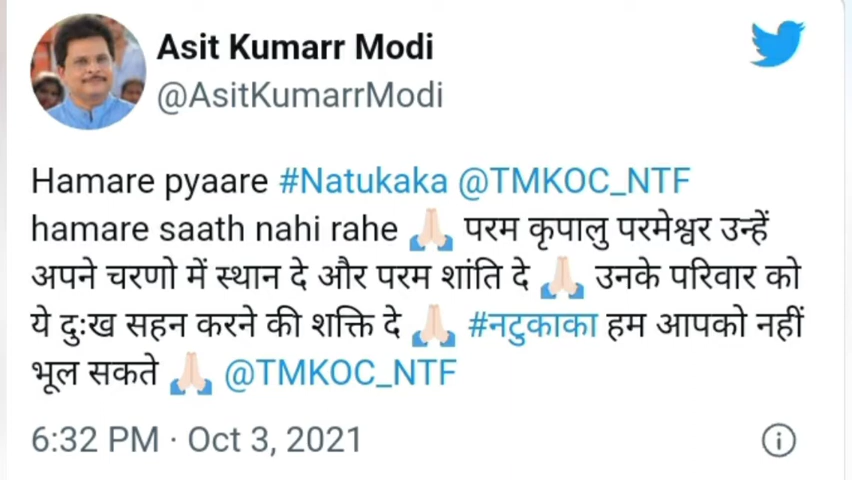 Asit Kumarr Modi
@AsitKumarrModi
Hamare pyaare #Natukaka @TMKOC_NTF
hamare saath nahi rahe 🙏🏻 परम कृपालु परमेश्वर उन्हें
अपने चरणो में स्थान दे और परम शांति दे 🙏🏻 उनके परिवार को
ये दुःख सहन करने की शक्ति दे 🙏🏻 #नटुकाका हम आपको नहीं
भूल सकते 🙏🏻 @TMKOC_NTF
6:32 PM · Oct 3, 2021